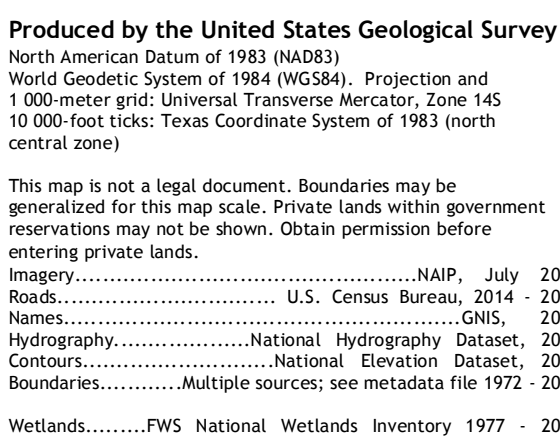 Produced by the United States Geological Survey
North American Datum of 1983 (NAD83)
World Geodetic System of 1984 (WGS84).  Projection and
1 000-meter grid: Universal Transverse Mercator, Zone 14S
10 000-foot ticks: Texas Coordinate System of 1983 (north
central zone)
This map is not a legal document. Boundaries may be
generalized for this map scale. Private lands within government
reservations may not be shown. Obtain permission before
entering private lands.
Imagery..................................................NAIP, July 20
Roads................................ U.S. Census Bureau, 2014 - 20
Names..........................................................GNIS, 20
Hydrography....................National Hydrography Dataset, 20
Contours............................National Elevation Dataset, 20
Boundaries............Multiple sources; see metadata file 1972 - 20
Wetlands.........FWS National Wetlands Inventory 1977 - 20